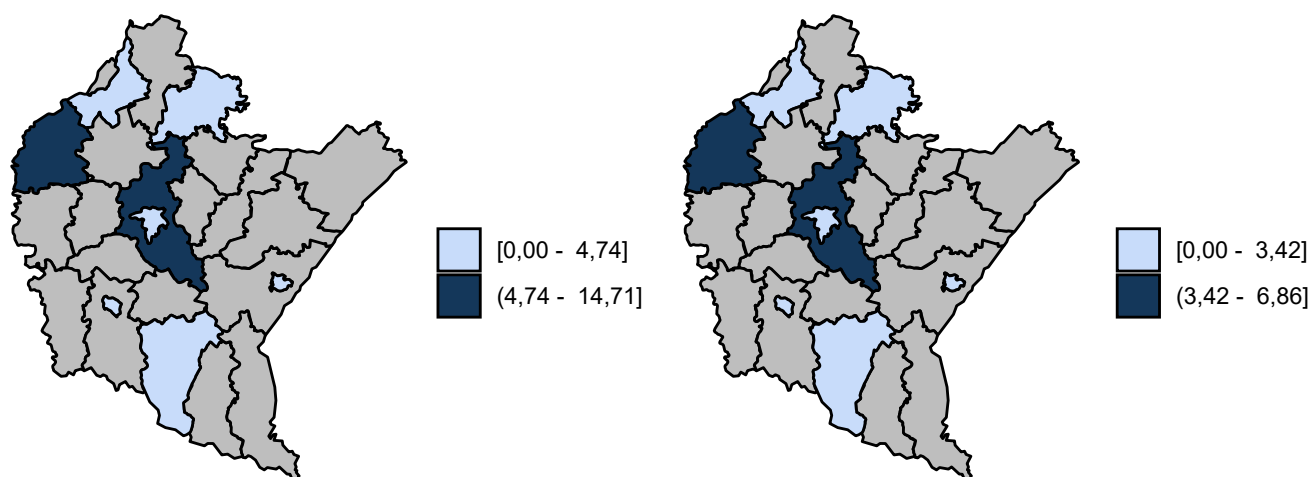 [0,00 - 4,74]
(4,74 - 14,71]
[0,00 - 3,42]
(3,42 - 6,86]